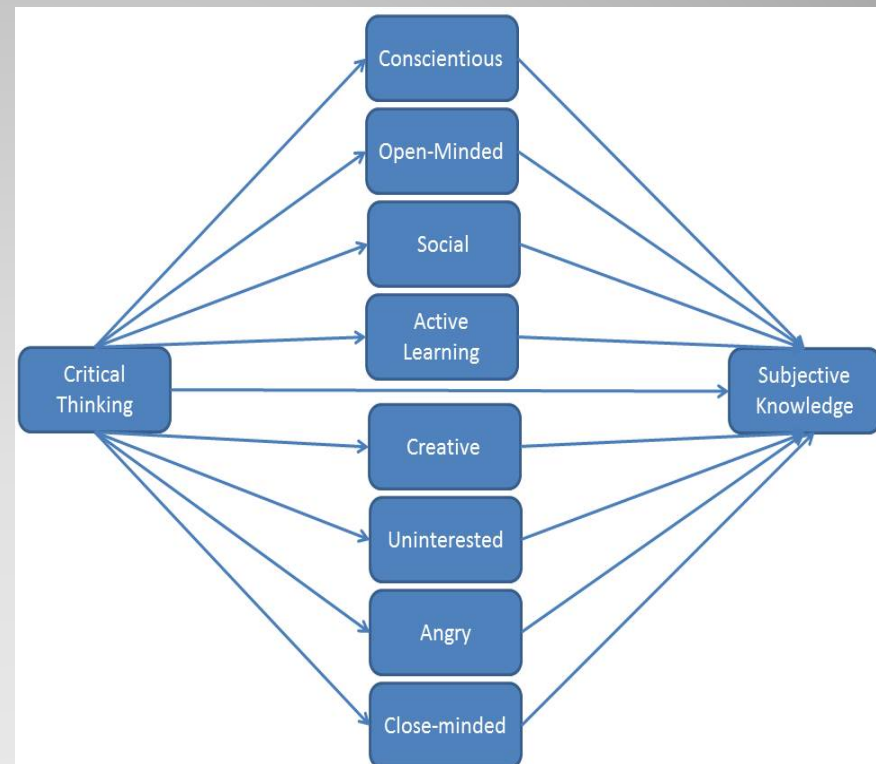 Conscientious
Open-Minded
Social
Active
Learning
Critical
Thinking
Subjective
Knowledge
Creative
Uninterested
Angry
Close-minded